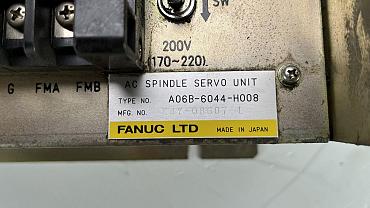 SW
200V
(170~220)
G FMA FMB
AC SPINDLE SERVO UNIT
TYPE NO. A06B-6044-H008
MFG. NO.
FANUC LTD MADE IN JAPAN